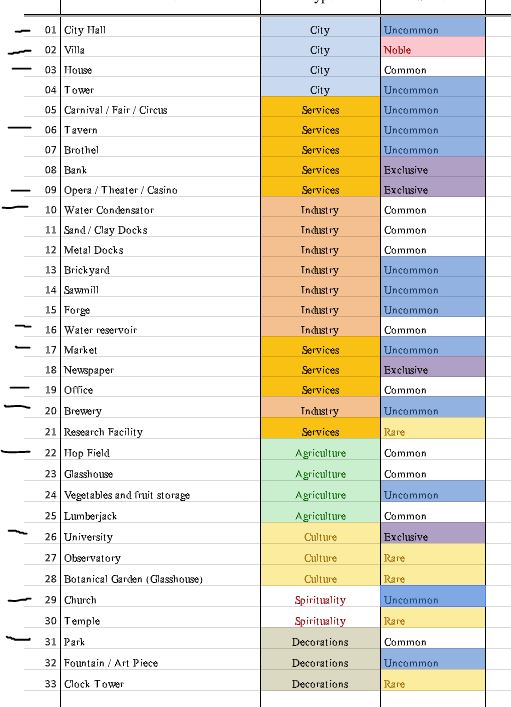 01 City Hall City Uncommon
02 Villa City Noble
03 House City Common
04 Tower City Uncommon
05 Carnival / Fair / Circus Services Uncommon
06 Tavern Services Uncommon
07 Brothel Services Uncommon
08 Bank Services Exclusive
09 Opera / Theater / Casino Services Exclusive
10 Water Condensator Industry Common
11 Sand / Clay Docks Industry Common
12 Metal Docks Industry Common
13 Brickyard Industry Uncommon
14 Sawmill Industry Uncommon
15 Forge Industry Uncommon
16 Water reservoir Industry Common
17 Market Services Uncommon
18 Newspaper Services Exclusive
19 Office Services Common
20 Brewery Industry Uncommon
21 Research Facility Services Rare
22 Hop Field Agriculture Common
23 Glasshouse Agriculture Common
24 Vegetables and fruit storage Agriculture Uncommon
25 Lumberjack Agriculture Common
26 University Culture Exclusive
27 Observatory Culture Rare
28 Botanical Garden (Glasshouse) Culture Rare
29 Church Spirituality Uncommon
30 Temple Spirituality Rare
31 Park Decorations Common
32 Fountain / Art Piece Decorations Uncommon
33 Clock Tower Decorations Rare